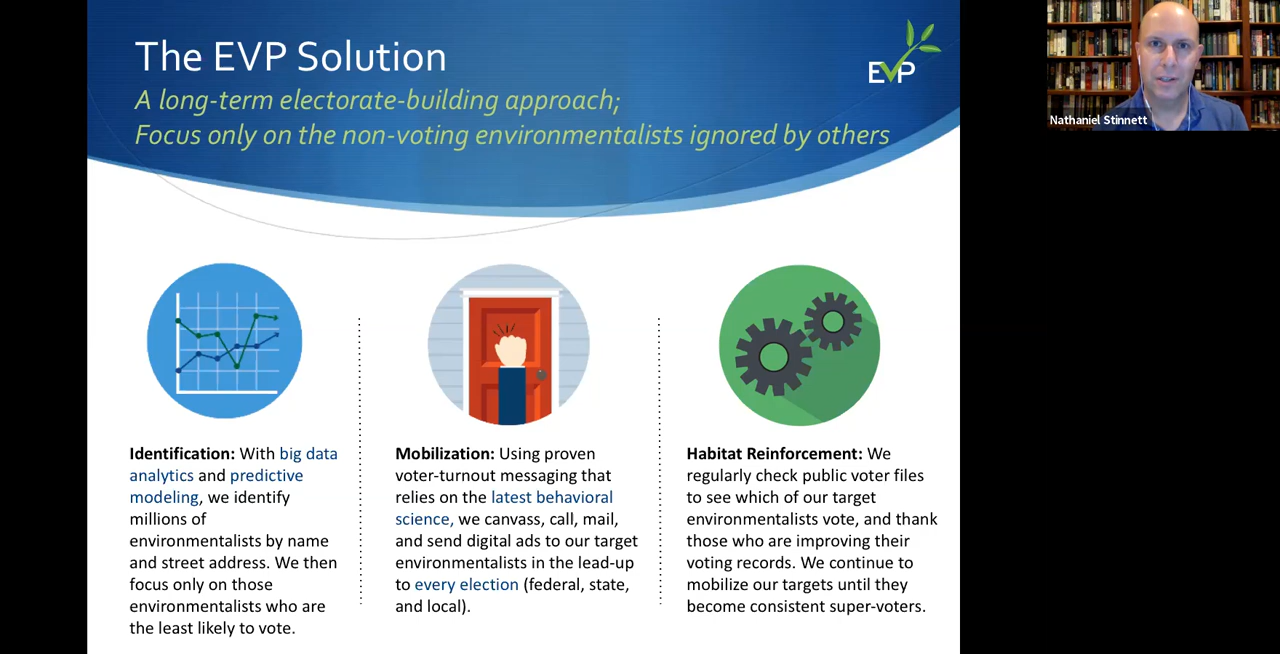 The EVP Solution
A long-term electorate-building approach;
Focus only on the non-voting environmentalists ignored by others
EVP
Nathaniel Stinnett
Identification: With big data
analytics and predictive
modeling, we identify
millions of
environmentalists by name
and street address. We then
focus only on those
environmentalists who are
the least likely to vote.
Mobilization: Using proven
voter-turnout messaging that
relies on the latest behavioral
science, we canvass, call, mail,
and send digital ads to our target
environmentalists in the lead-up
to every election (federal, state,
and local).
Habitat Reinforcement: We
regularly check public voter files
to see which of our target
environmentalists vote, and thank
those who are improving their
voting records. We continue to
mobilize our targets until they
become consistent super-voters.